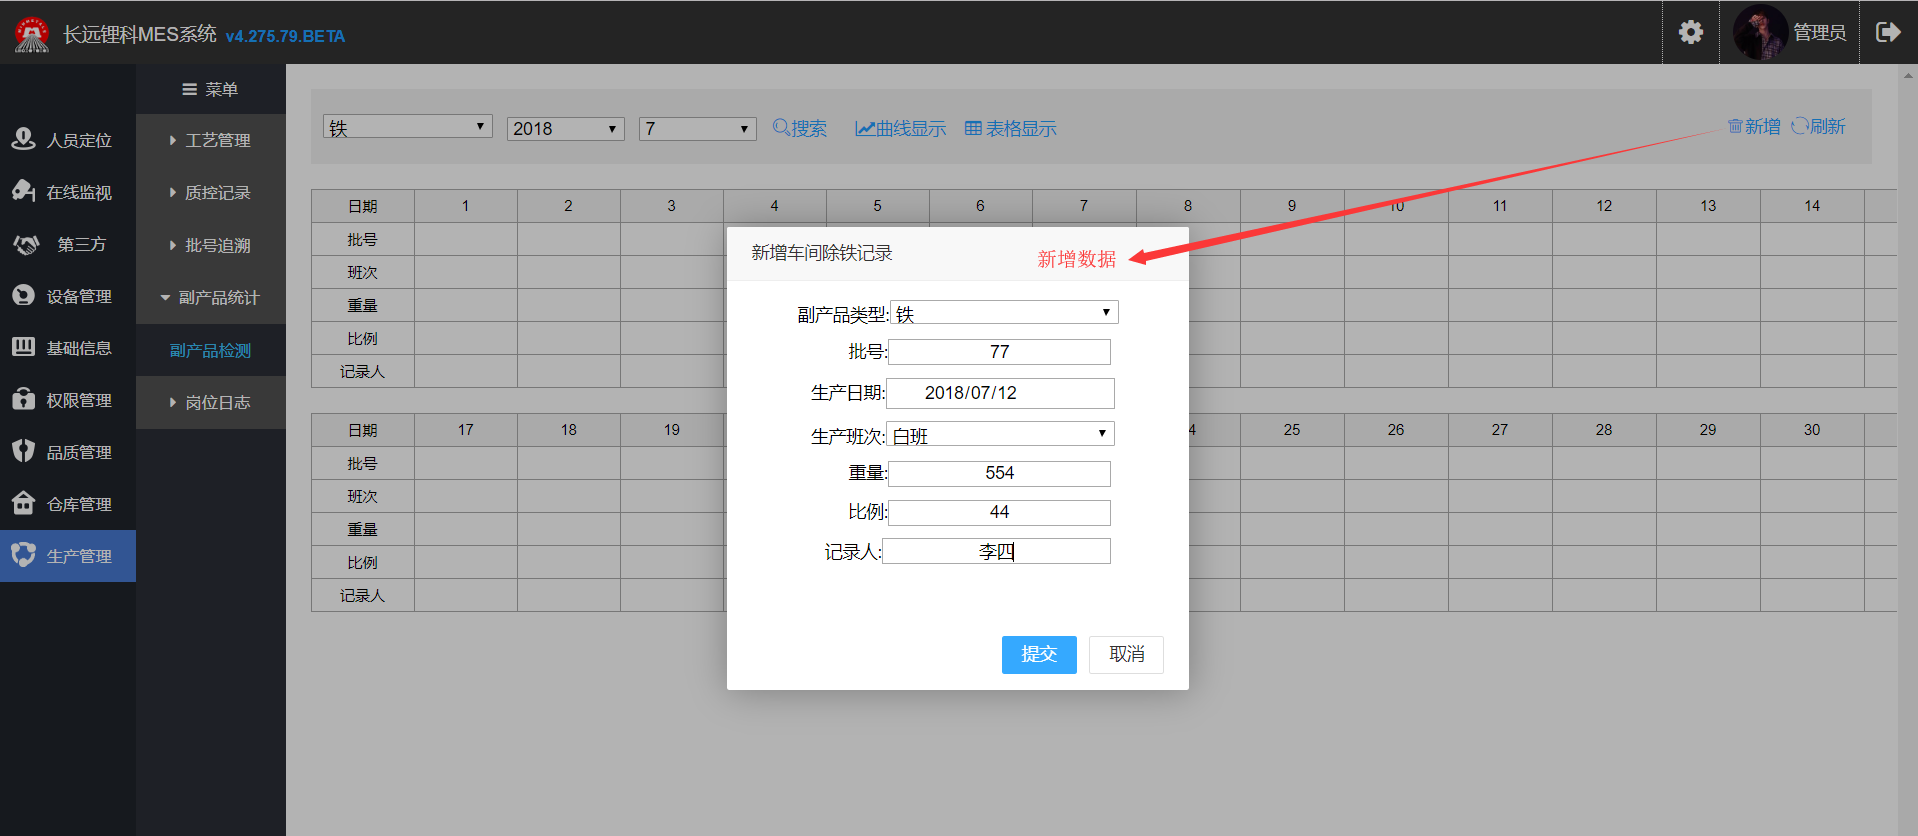 长远锂科MES系统 v4.275.79.BETA
管理员
菜单
人员定位
在线监视
第三方
设备管理
基础信息
权限管理
品质管理
仓库管理
生产管理
工艺管理
质控记录
批号追溯
副产品统计
副产品检测
岗位日志
铁 2018 7 搜索 曲线显示 表格显示 新增 刷新
日期 1 2 3 4 5 6 7 8 9 10 11 12 13 14
批号
班次
重量
比例
记录人
日期 17 18 19 4 25 26 27 28 29 30
批号
班次
重量
比例
记录人
新增车间除铁记录
新增数据
副产品类型: 铁
批号: 77
生产日期: 2018/07/12
生产班次: 白班
重量: 554
比例: 44
记录人: 李四
提交 取消